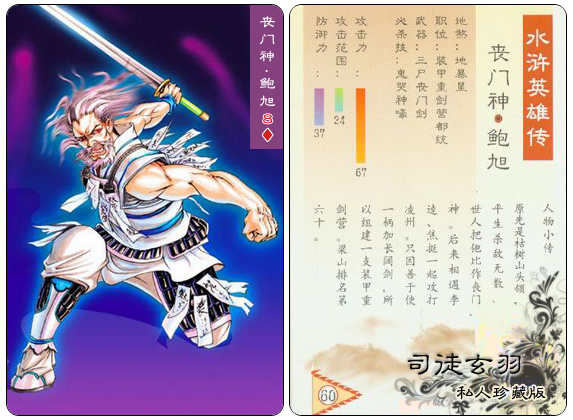 丧门神·鲍旭
8
水浒英雄传
丧门神·鲍旭
地煞：地暴星
职位：装甲重剑营都统
武器：三尸丧门剑
必杀技：鬼哭神嚎
攻击力：
67
攻击范围：
24
防御力：
37
人物小传
原先是枯树山头领，
平生杀敌无数，
世人把他比作丧门
神。后来相遇李
逵、焦挺一起攻打
凌州。只因善于使
一柄加长阔剑，所
以组建一支装甲重
剑营。梁山排名第
六十。
60
司徒玄羽
私人珍藏版